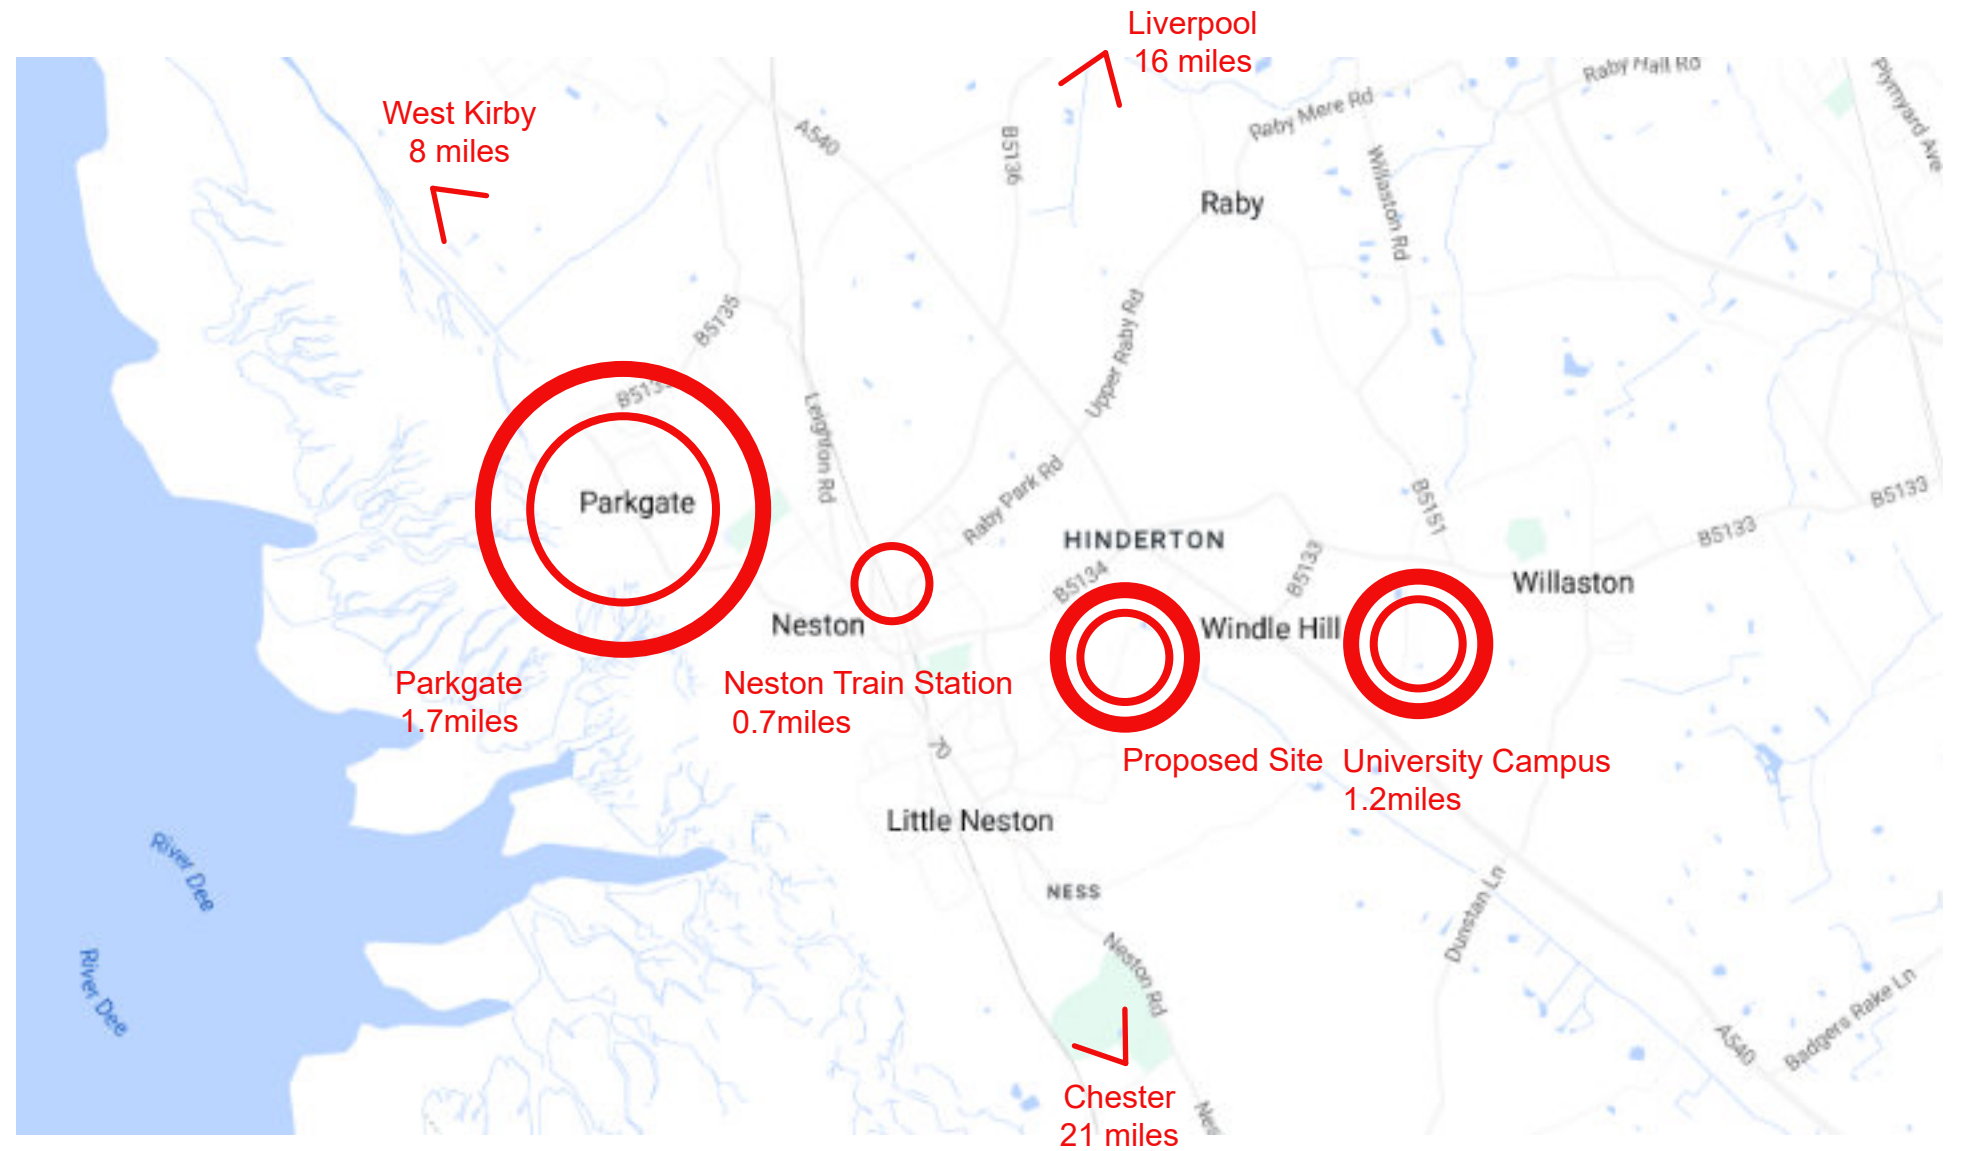 Liverpool
16 miles
Raby Hall Rd
Plymyard Ave
West Kirby
8 miles
A540
B5136
Raby Mere Rd
Willaston Rd
Raby
B5135
Upper Raby Rd
B5135
Leighton Rd
Parkgate
Raby Park Rd
B5151
B5133
B5133
HINDERTON
B5134
B5133
Willaston
Neston
Windle Hill
Parkgate
1.7miles
Neston Train Station
0.7miles
70
Proposed Site
University Campus
1.2miles
Little Neston
River Dee
NESS
Dunstan Ln
Neston Rd
River Dee
A540
Badgers Rake Ln
Chester
21 miles
Nes